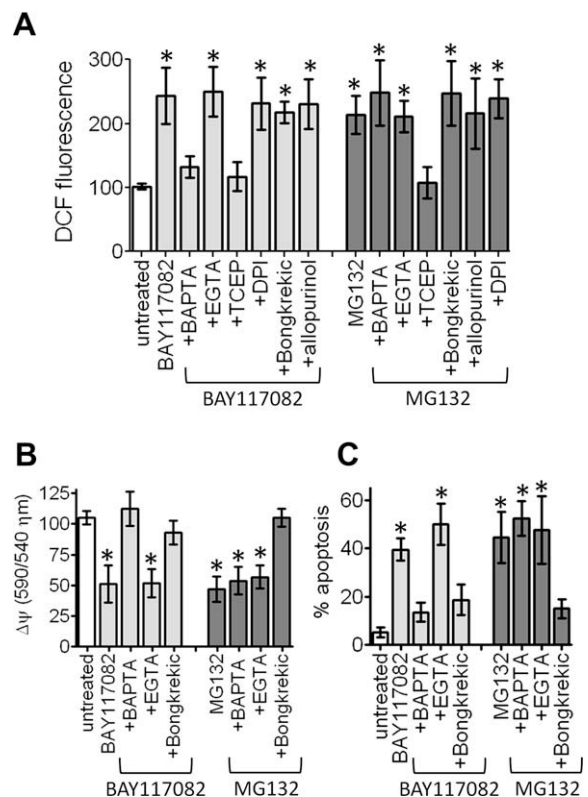 A
DCF fluorescence
300
200
100
0
*
*
*
*
*
*
*
*
*
*
*
untreated
BAY117082
+BAPTA
+EGTA
+TCEP
+DPI
+Bongkrekic
+allopurinol
MG132
+BAPTA
+EGTA
+TCEP
+Bongkrekic
+allopurinol
+DPI
BAY117082
MG132
B
Δψ (590/540 ηm)
125
100
75
50
25
0
*
*
*
*
*
untreated
BAY117082
+BAPTA
+EGTA
+Bongkrekic
MG132
+BAPTA
+EGTA
+Bongkrekic
BAY117082
MG132
C
% apoptosis
60
40
20
0
*
*
*
*
*
untreated
BAY117082
+BAPTA
+EGTA
+Bongkrekic
MG132
+BAPTA
+EGTA
+Bongkrekic
BAY117082
MG132